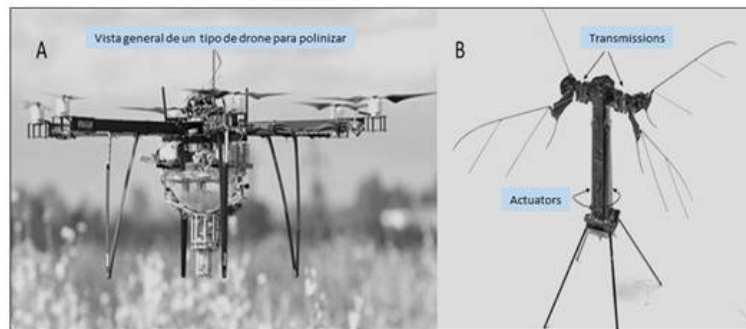 A
Vista general de un tipo de drone para polinizar
B
Transmissions
Actuators